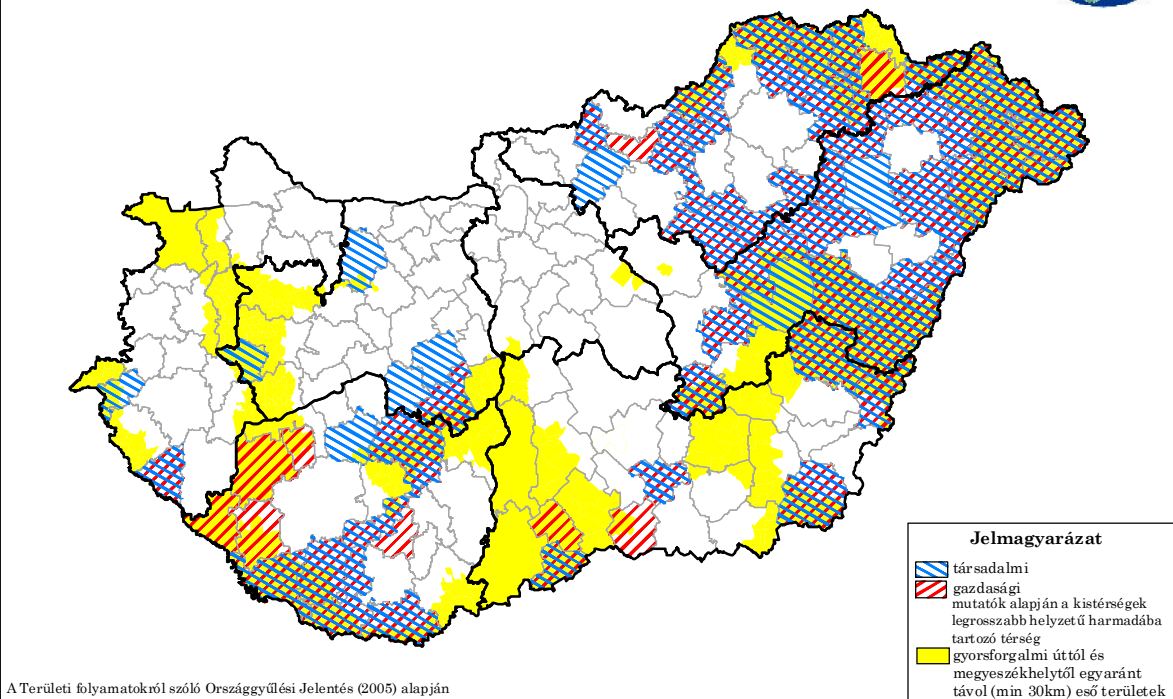 Jelmagyarázat
társadalmi
gazdasági
mutatók alapján a kistérségek
legrosszabb helyzetű harmadába
tartozó térség
gyorsforgalmi úttól és
megyeszékhelytől egyaránt
távol (min 30km) eső területek
A Területi folyamatokról szóló Országgyűlési Jelentés (2005) alapján